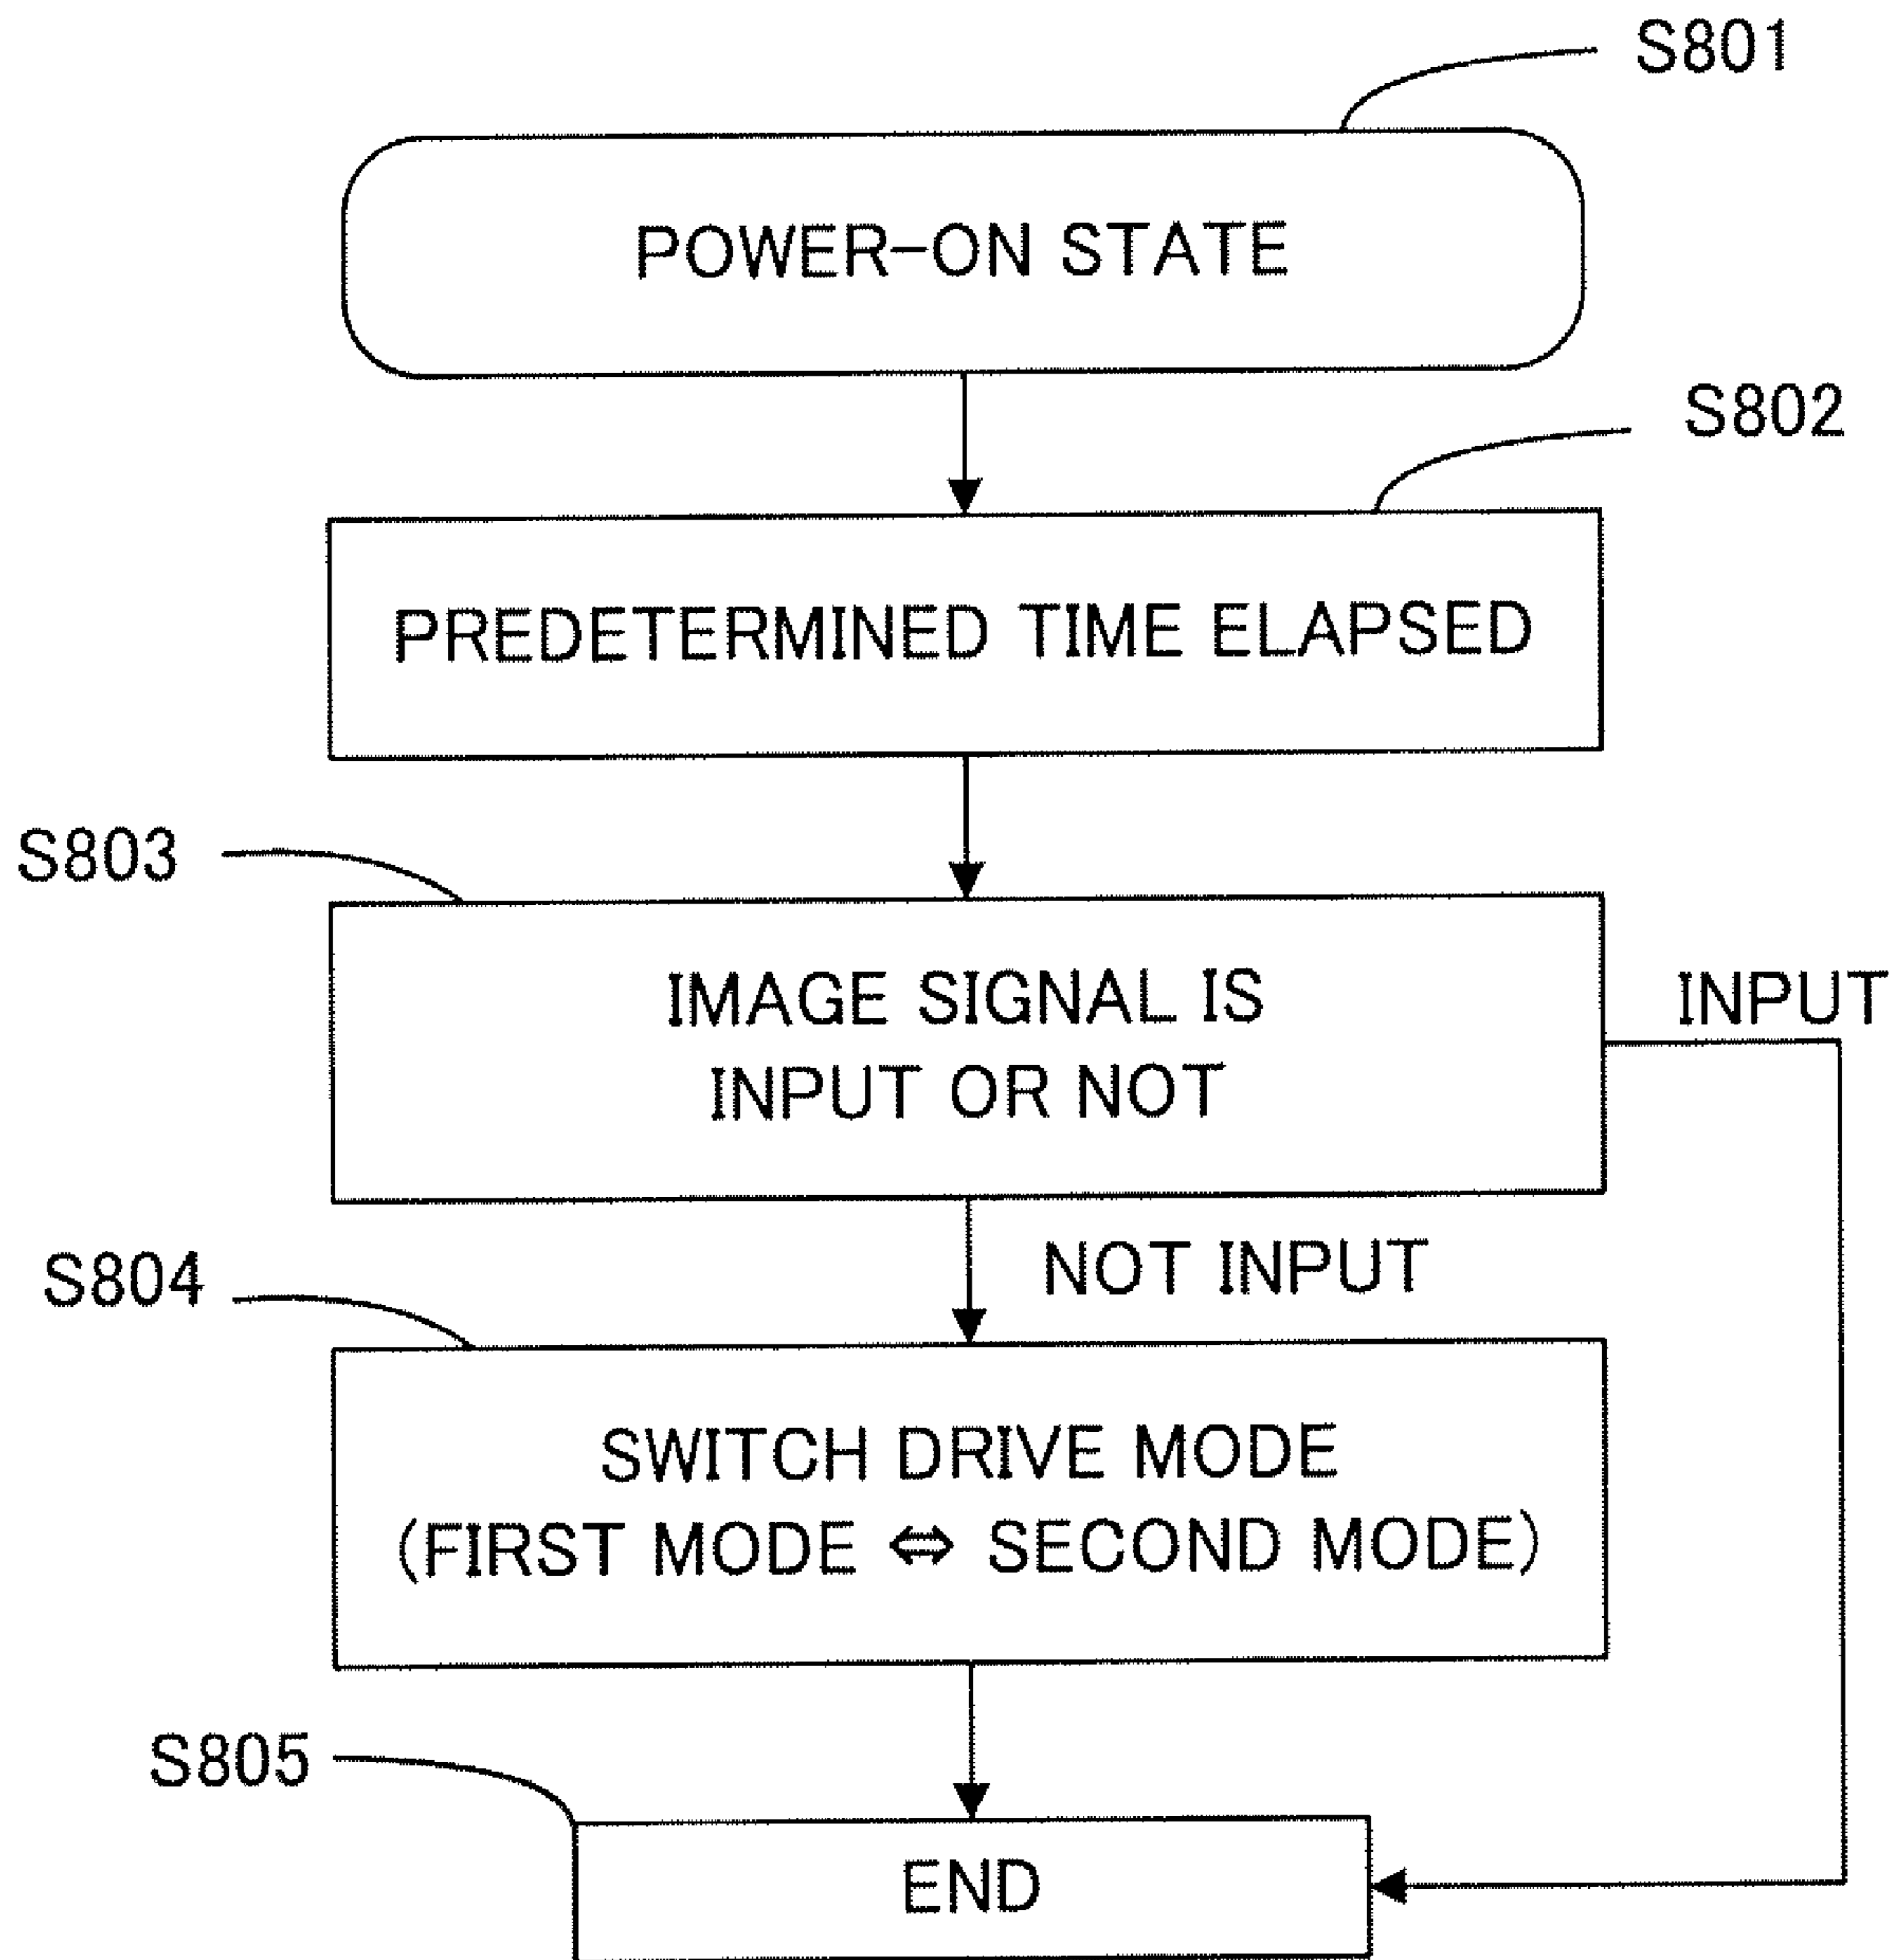 S801
POWER-ON STATE
S802
PREDETERMINED TIME ELAPSED
S803
IMAGE SIGNAL IS
INPUT OR NOT
INPUT
NOT INPUT
S804
SWITCH DRIVE MODE
(FIRST MODE ⇔ SECOND MODE)
S805
END